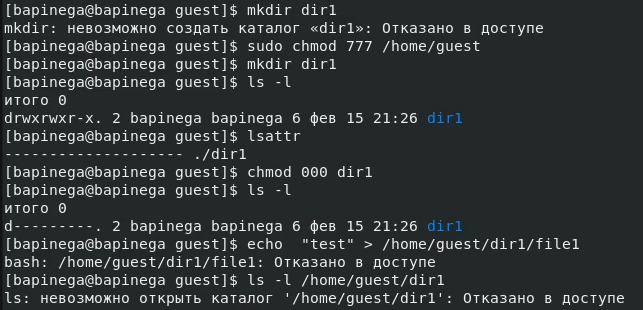 [bapinega@bapinega guest]$ mkdir dir1
mkdir: невозможно создать каталог «dir1»: Отказано в доступе
[bapinega@bapinega guest]$ sudo chmod 777 /home/guest
[bapinega@bapinega guest]$ mkdir dir1
[bapinega@bapinega guest]$ ls -l
итого 0
drwxrwxr-x. 2 bapinega bapinega 6 фев 15 21:26 dir1
[bapinega@bapinega guest]$ lsattr
-------------------- ./dir1
[bapinega@bapinega guest]$ chmod 000 dir1
[bapinega@bapinega guest]$ ls -l
итого 0
d---------. 2 bapinega bapinega 6 фев 15 21:26 dir1
[bapinega@bapinega guest]$ echo  "test" > /home/guest/dir1/file1
bash: /home/guest/dir1/file1: Отказано в доступе
[bapinega@bapinega guest]$ ls -l /home/guest/dir1
ls: невозможно открыть каталог '/home/guest/dir1': Отказано в доступе